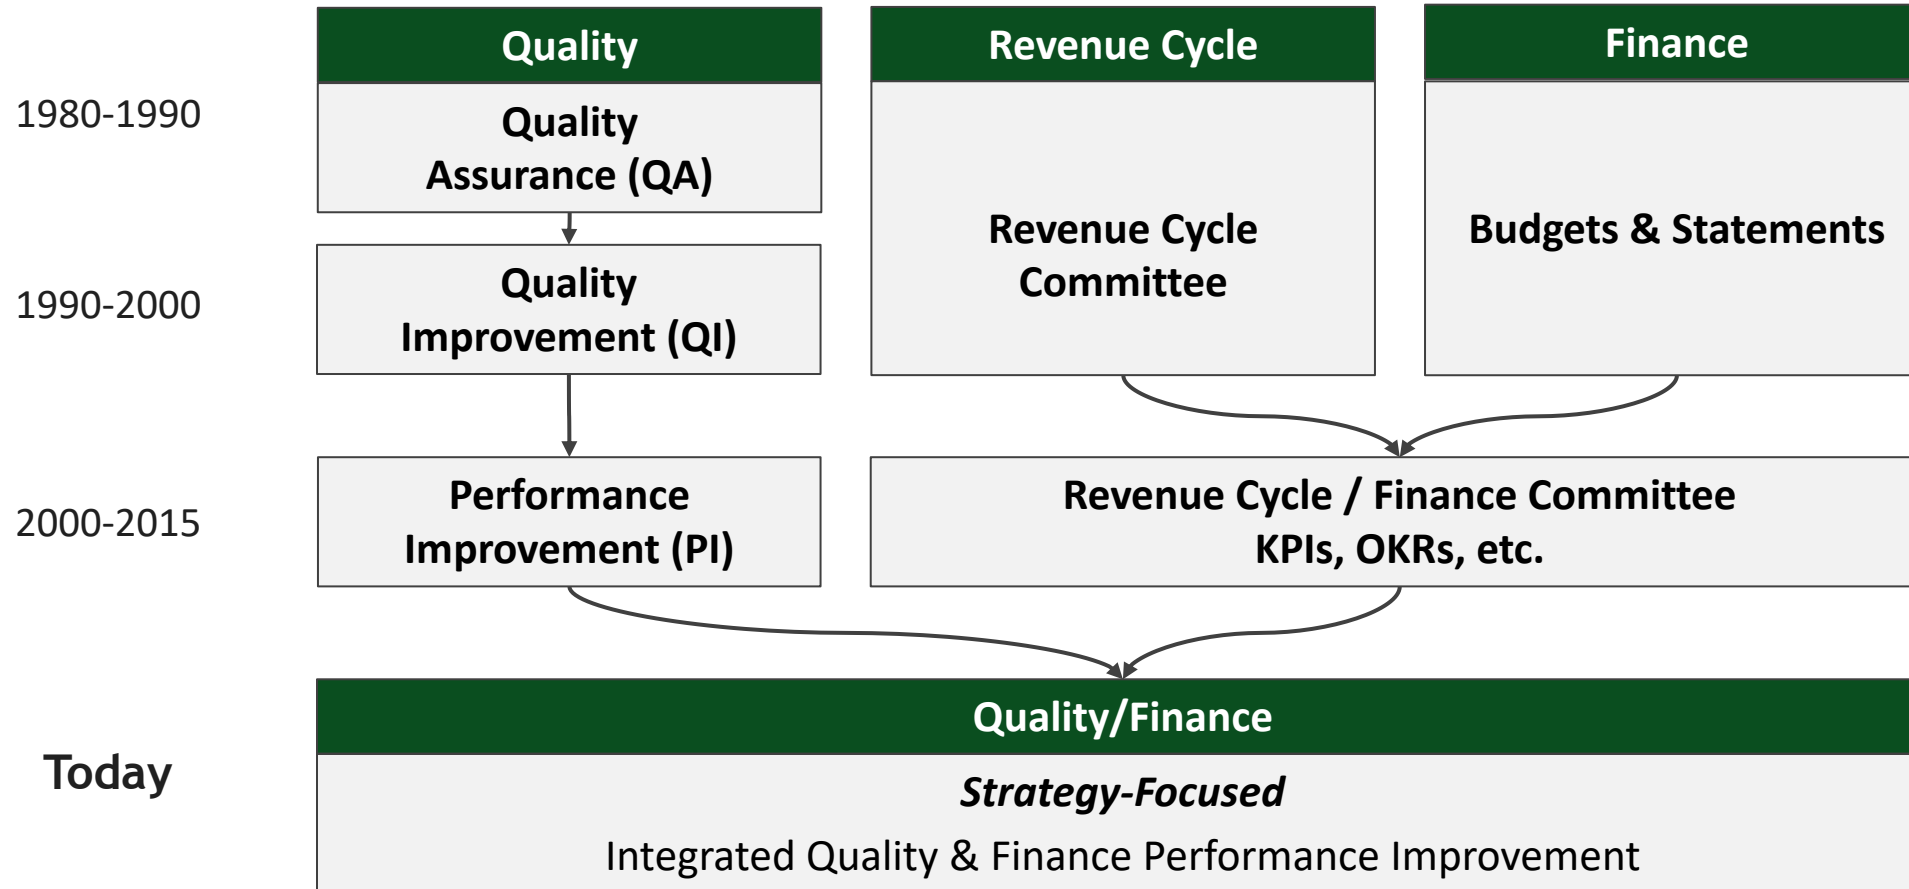 Quality
Revenue Cycle
Finance
1980-1990
Quality
Assurance (QA)
Revenue Cycle
Committee
Budgets & Statements
1990-2000
Quality
Improvement (QI)
2000-2015
Performance
Improvement (PI)
Revenue Cycle / Finance Committee
KPIs, OKRs, etc.
Today
Quality/Finance
Strategy-Focused
Integrated Quality & Finance Performance Improvement